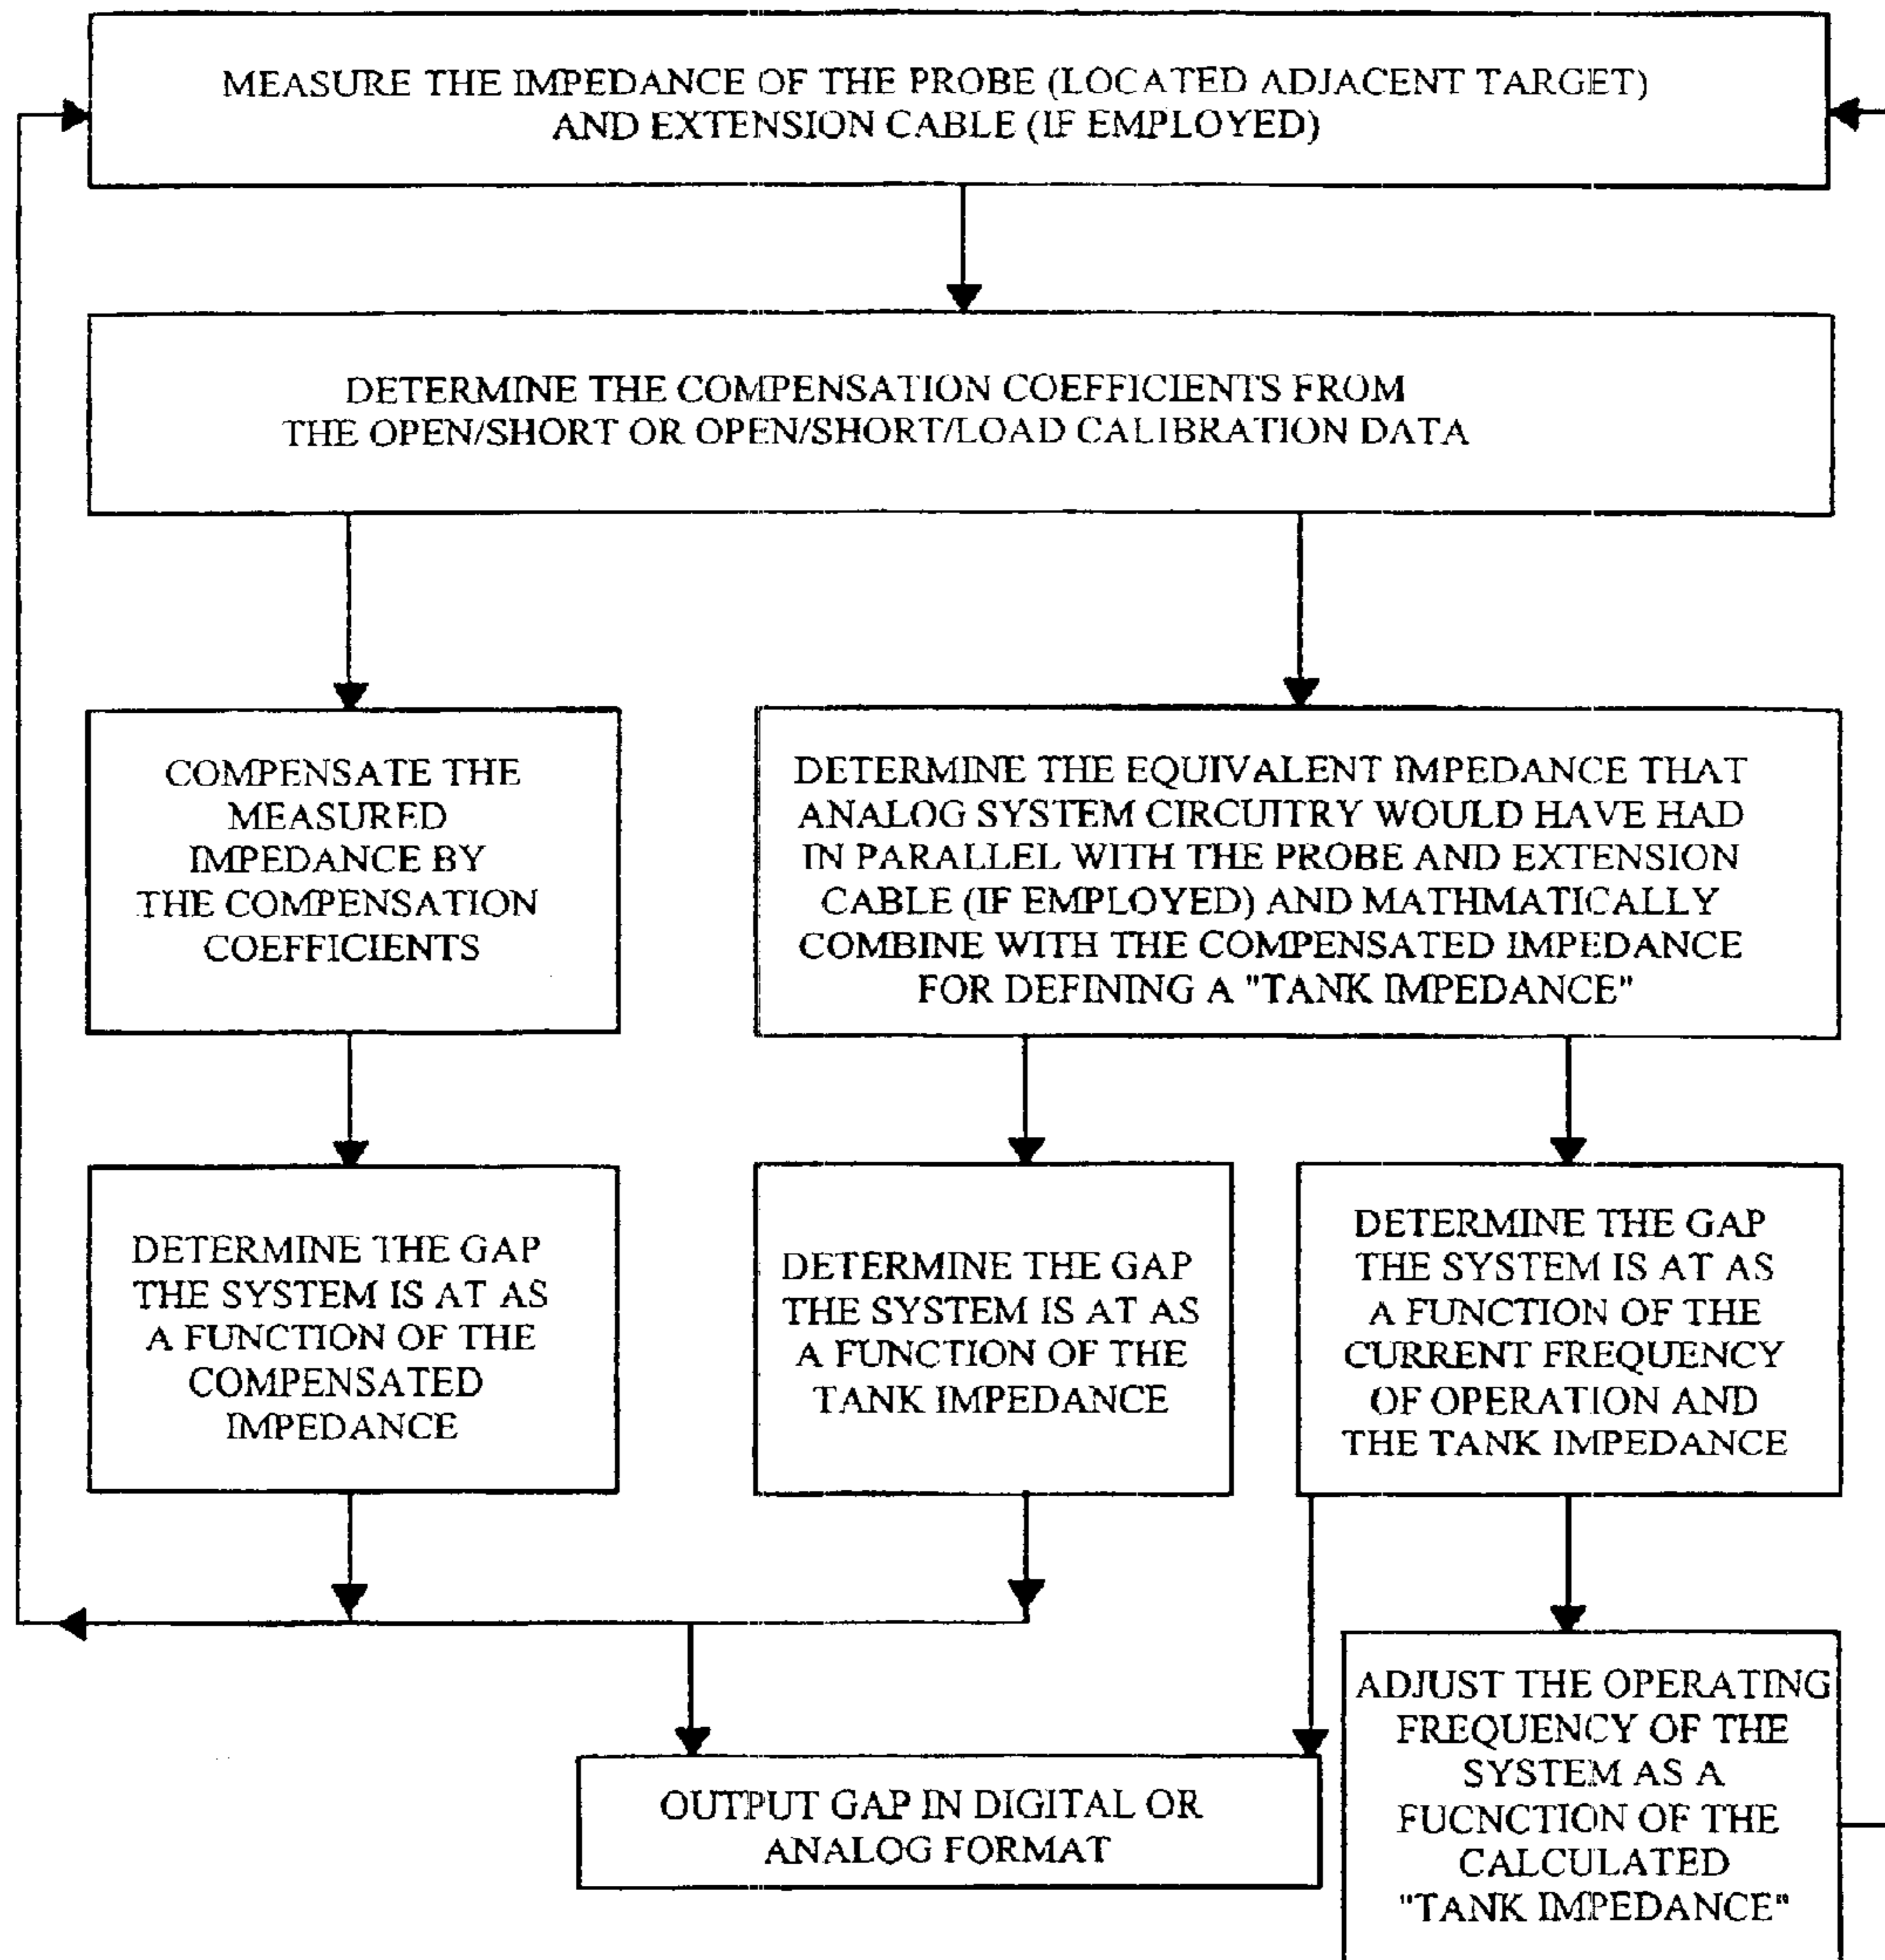 MEASURE THE IMPEDANCE OF THE PROBE (LOCATED ADJACENT TARGET)
AND EXTENSION CABLE (IF EMPLOYED)
DETERMINE THE COMPENSATION COEFFICIENTS FROM
THE OPEN/SHORT OR OPEN/SHORT/LOAD CALIBRATION DATA
COMPENSATE THE
MEASURED
IMPEDANCE BY
THE COMPENSATION
COEFFICIENTS
DETERMINE THE EQUIVALENT IMPEDANCE THAT
ANALOG SYSTEM CIRCUITRY WOULD HAVE HAD
IN PARALLEL WITH THE PROBE AND EXTENSION
CABLE (IF EMPLOYED) AND MATHMATICALLY
COMBINE WITH THE COMPENSATED IMPEDANCE
FOR DEFINING A "TANK IMPEDANCE"
DETERMINE THE GAP
THE SYSTEM IS AT AS
A FUNCTION OF THE
COMPENSATED
IMPEDANCE
DETERMINE THE GAP
THE SYSTEM IS AT AS
A FUNCTION OF THE
TANK IMPEDANCE
DETERMINE THE GAP
THE SYSTEM IS AT AS
A FUNCTION OF THE
CURRENT FREQUENCY
OF OPERATION AND
THE TANK IMPEDANCE
OUTPUT GAP IN DIGITAL OR
ANALOG FORMAT
ADJUST THE OPERATING
FREQUENCY OF THE
SYSTEM AS A
FUCNCTION OF THE
CALCULATED
"TANK IMPEDANCE"